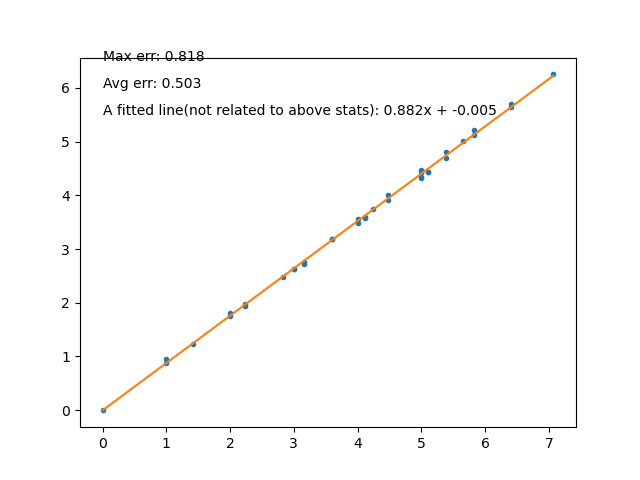 Max err: 0.818
Avg err: 0.503
A fitted line(not related to above stats): 0.882x + -0.005
6
5
4
3
2
1
0
0 1 2 3 4 5 6 7